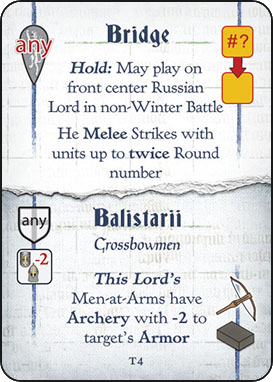 any
Bridge
#?
Hold: May play on
front center Russian
Lord in non-Winter Battle
He Melee Strikes with
units up to twice Round
number
any
Balistarii
-2
Crossbowmen
This Lord's
Men-at-Arms have
Archery with -2 to
target's Armor
T4